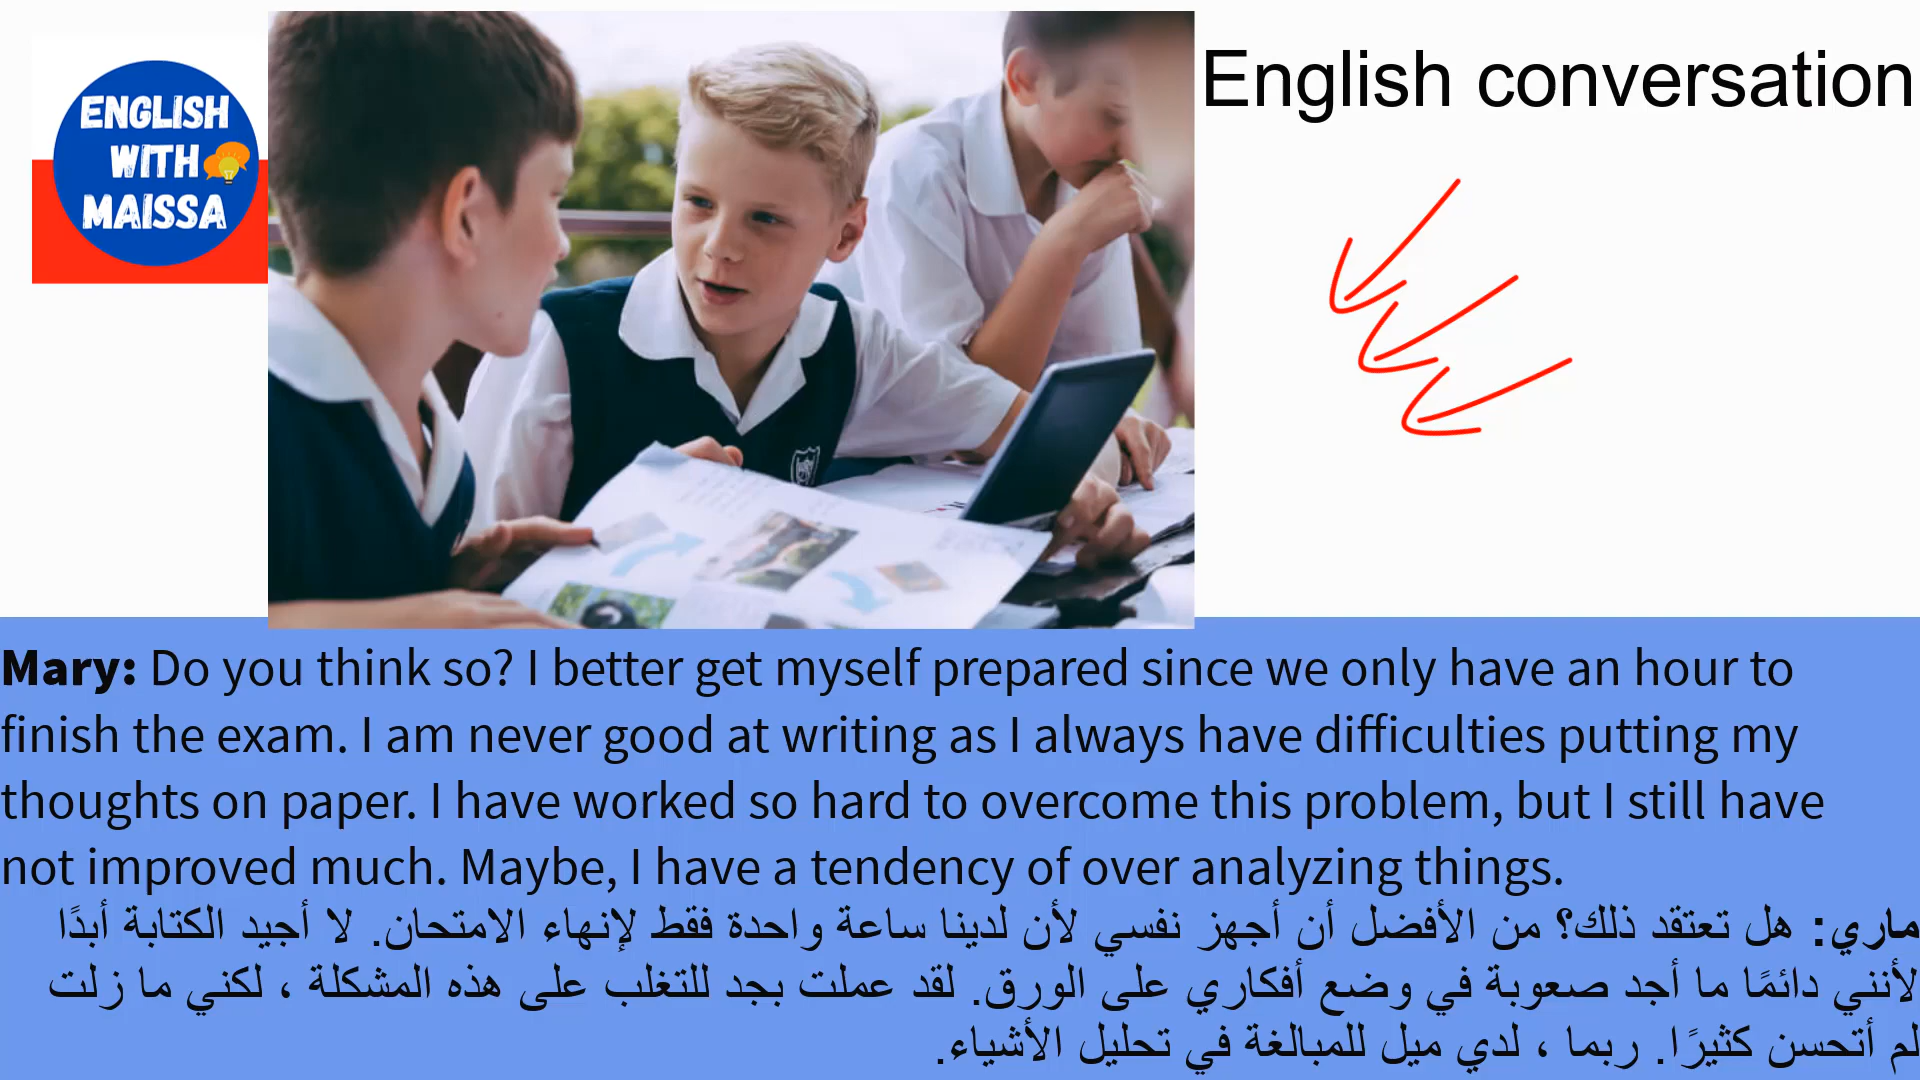 ENGLISH
WITH
MAISSA
English conversation
Mary: Do you think so? I better get myself prepared since we only have an hour to
finish the exam. I am never good at writing as I always have difficulties putting my
thoughts on paper. I have worked so hard to overcome this problem, but I still have
not improved much. Maybe, I have a tendency of over analyzing things.
ماري: هل تعتقد ذلك؟ من الأفضل أن أجهز نفسي لأن لدينا ساعة واحدة فقط لإنهاء الامتحان. لا أجيد الكتابة أبدًا
لأنني دائمًا ما أجد صعوبة في وضع أفكاري على الورق. لقد عملت بجد للتغلب على هذه المشكلة ، لكني ما زلت
لم أتحسن كثيرًا. ربما ، لدي ميل للمبالغة في تحليل الأشياء.